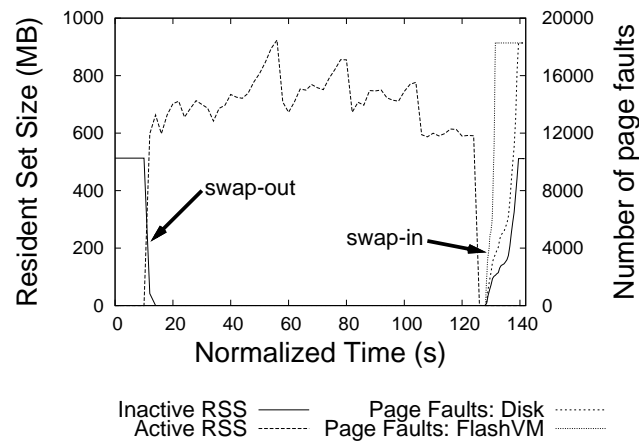 1000
800
600
400
200
0
Resident Set Size (MB)
20000
16000
12000
8000
4000
0
Number of page faults
swap-out
swap-in
0 20 40 60 80 100 120 140
Normalized Time (s)
Inactive RSS
Active RSS
Page Faults: Disk
Page Faults: FlashVM